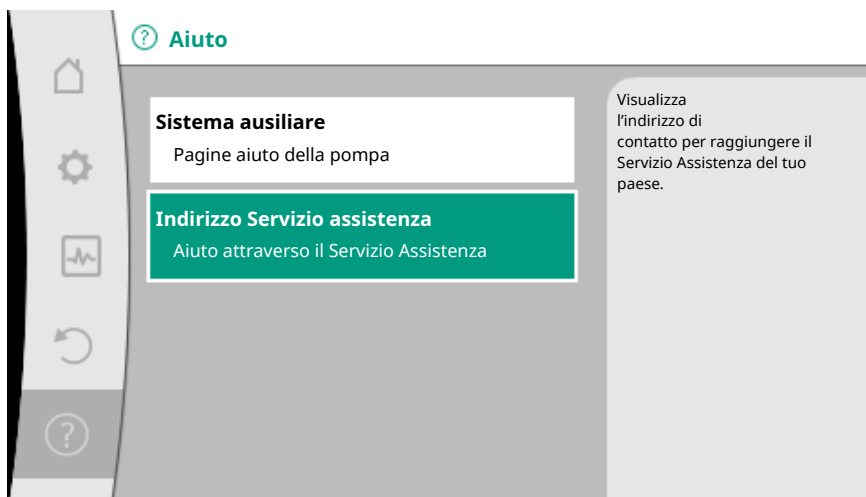 Aiuto
Sistema ausiliare
Pagine aiuto della pompa
Indirizzo Servizio assistenza
Aiuto attraverso il Servizio Assistenza
Visualizza
l'indirizzo di
contatto per raggiungere il
Servizio Assistenza del tuo
paese.